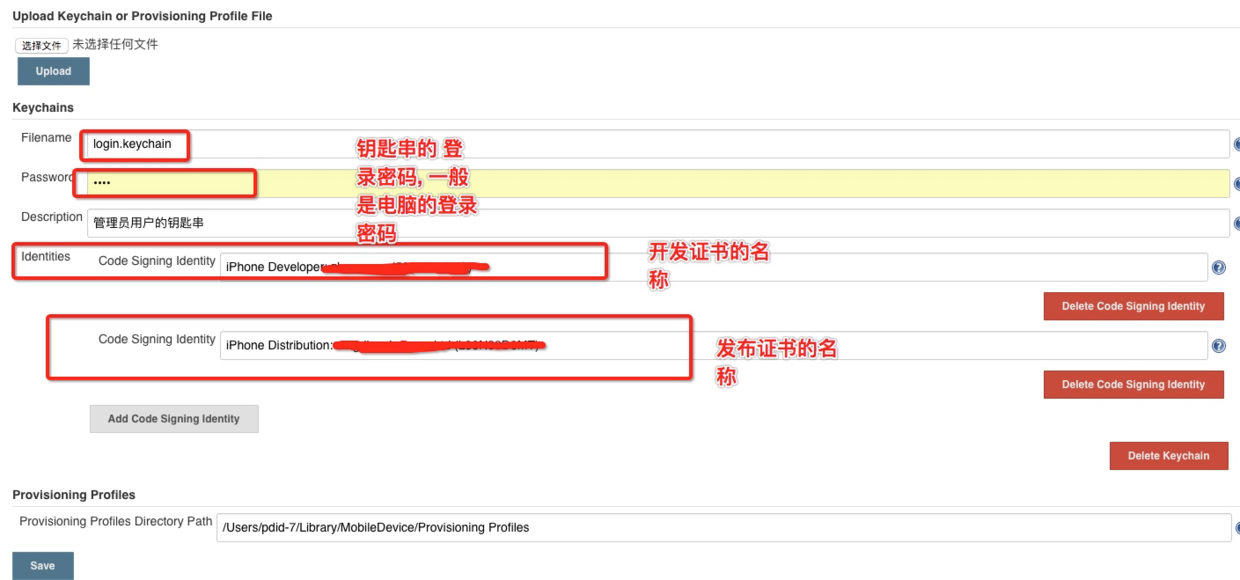 Upload Keychain or Provisioning Profile File
选择文件 未选择任何文件
Upload
Keychains
Filename login.keychain
钥匙串的 登
录密码, 一般
是电脑的登录
密码
Password ••••
Description 管理员用户的钥匙串
Identities Code Signing Identity iPhone Developer:
开发证书的名
称
Delete Code Signing Identity
Code Signing Identity iPhone Distribution:
发布证书的名
称
Delete Code Signing Identity
Add Code Signing Identity
Delete Keychain
Provisioning Profiles
Provisioning Profiles Directory Path /Users/pdid-7/Library/MobileDevice/Provisioning Profiles
Save